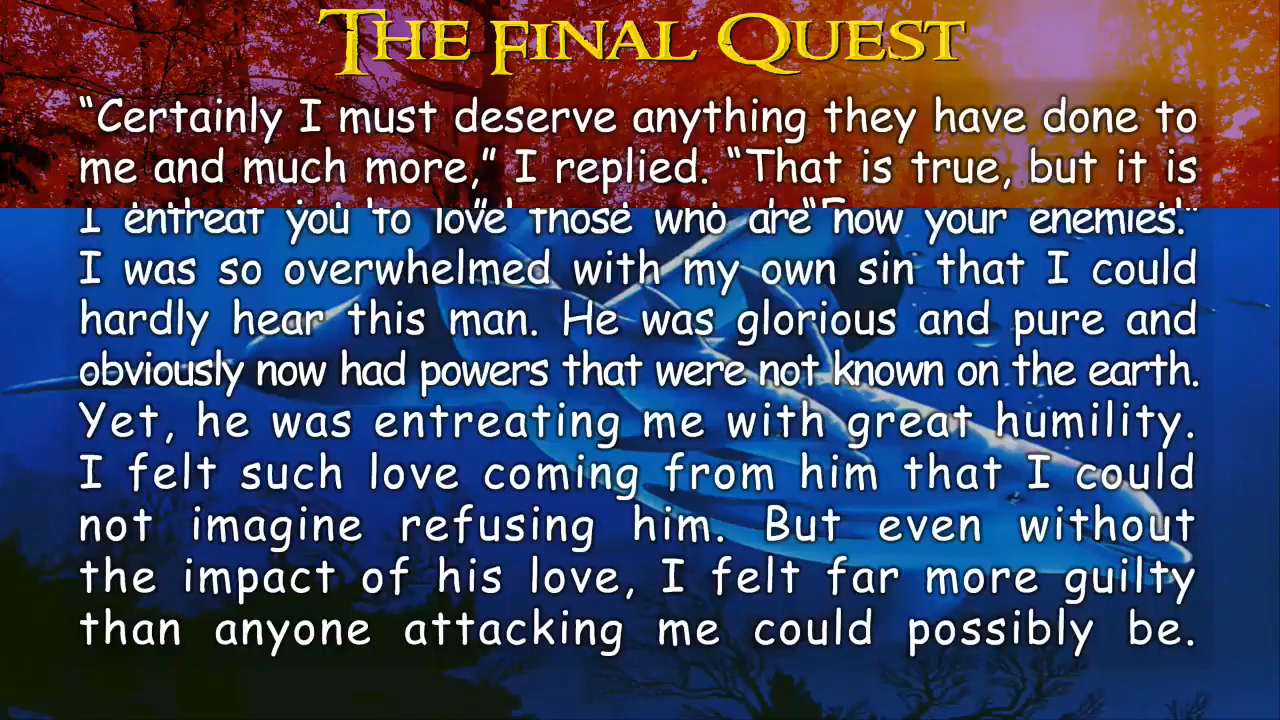 THE FINAL QUEST
“Certainly I must deserve anything they have done to
me and much more,” I replied. “That is true, but it is
I entreat you to love those who are now your enemies.”
I was so overwhelmed with my own sin that I could
hardly hear this man. He was glorious and pure and
obviously now had powers that were not known on the earth.
Yet, he was entreating me with great humility.
I felt such love coming from him that I could
not imagine refusing him. But even without
the impact of his love, I felt far more guilty
than anyone attacking me could possibly be.